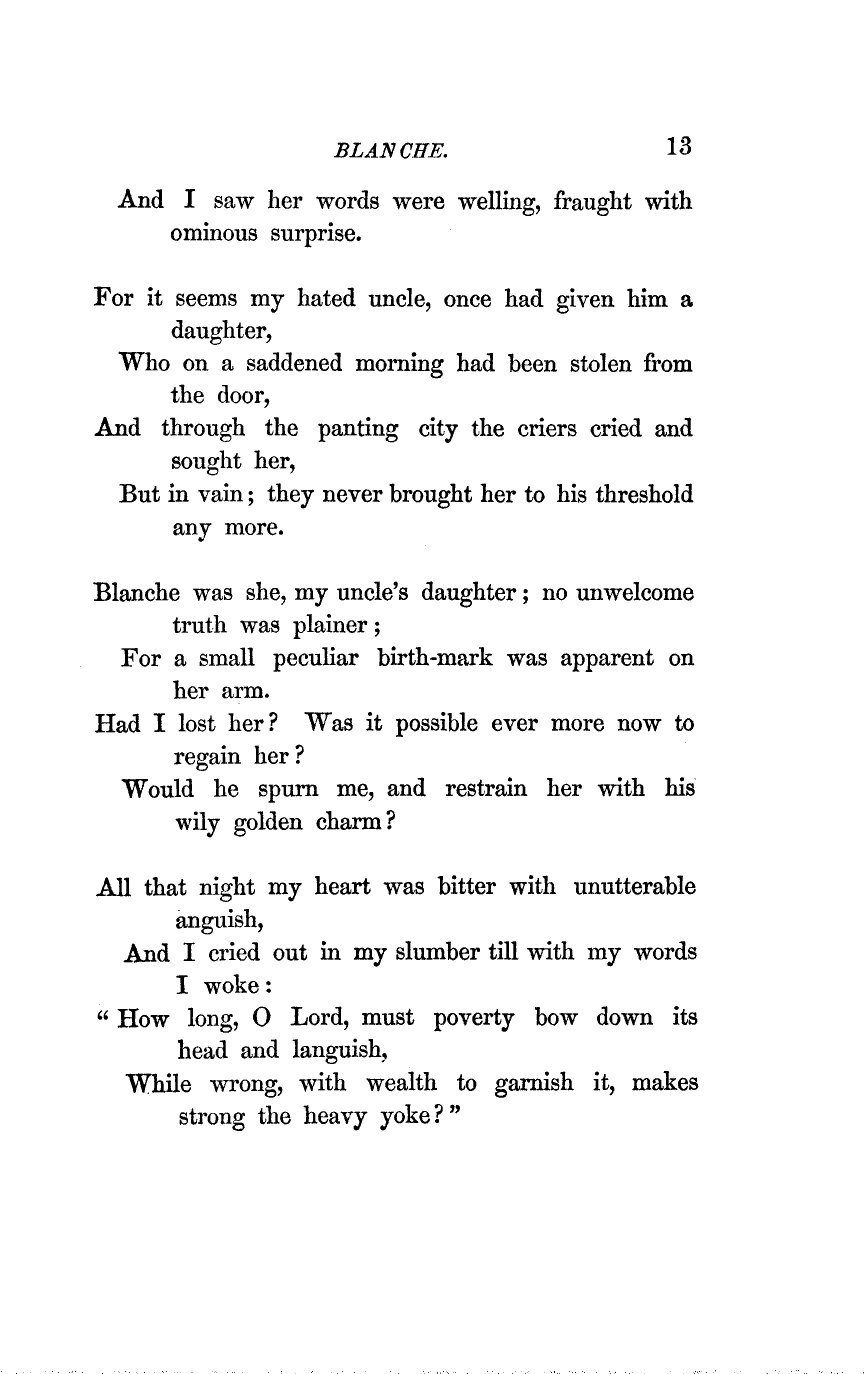 BLANCHE. 13
And I saw her words were welling, fraught with
ominous surprise.
For it seems my hated uncle, once had given him a
daughter,
Who on a saddened morning had been stolen from
the door,
And through the panting city the criers cried and
sought her,
But in vain; they never brought her to his threshold
any more.
Blanche was she, my uncle's daughter; no unwelcome
truth was plainer;
For a small peculiar birth-mark was apparent on
her arm.
Had I lost her? Was it possible ever more now to
regain her?
Would he spurn me, and restrain her with his
wily golden charm?
All that night my heart was bitter with unutterable
anguish,
And I cried out in my slumber till with my words
I woke:
"How long, O Lord, must poverty bow down its
head and languish,
While wrong, with wealth to garnish it, makes
strong the heavy yoke?"